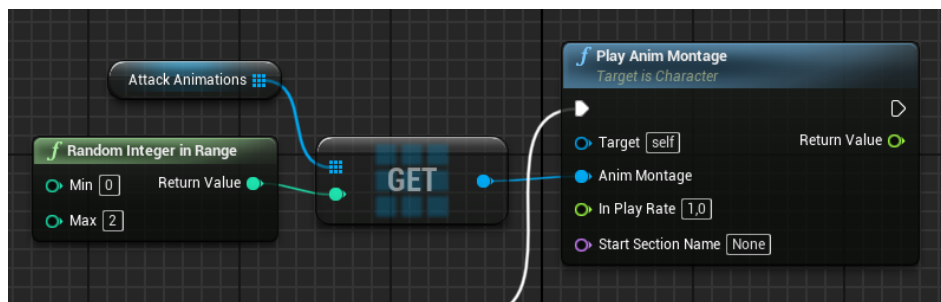 Attack Animations
f Random Integer in Range
Min 0
Return Value
Max 2
GET
f Play Anim Montage
Target is Character
Target self
Return Value
Anim Montage
In Play Rate 1,0
Start Section Name None